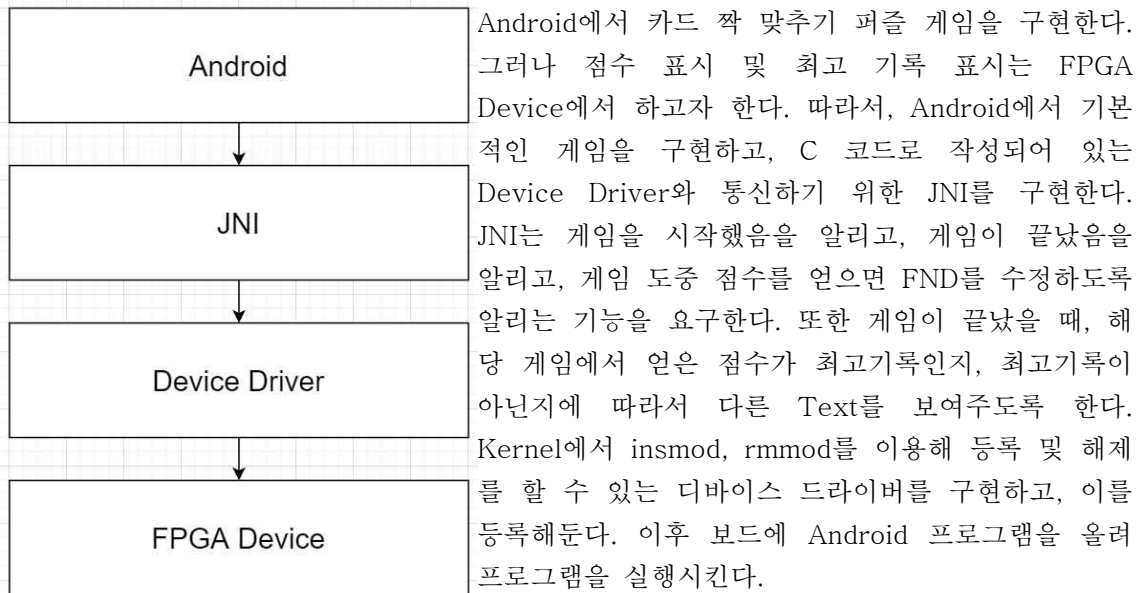 Android
JNI
Device Driver
FPGA Device
Android에서 카드 짝 맞추기 퍼즐 게임을 구현한다.
그러나 점수 표시 및 최고 기록 표시는 FPGA
Device에서 하고자 한다. 따라서, Android에서 기본
적인 게임을 구현하고, C 코드로 작성되어 있는
Device Driver와 통신하기 위한 JNI를 구현한다.
JNI는 게임을 시작했음을 알리고, 게임이 끝났음을
알리고, 게임 도중 점수를 얻으면 FND를 수정하도록
알리는 기능을 요구한다. 또한 게임이 끝났을 때, 해
당 게임에서 얻은 점수가 최고기록인지, 최고기록이
아닌지에 따라서 다른 Text를 보여주도록 한다.
Kernel에서 insmod, rmmod를 이용해 등록 및 해제
를 할 수 있는 디바이스 드라이버를 구현하고, 이를
등록해둔다. 이후 보드에 Android 프로그램을 올려
프로그램을 실행시킨다.